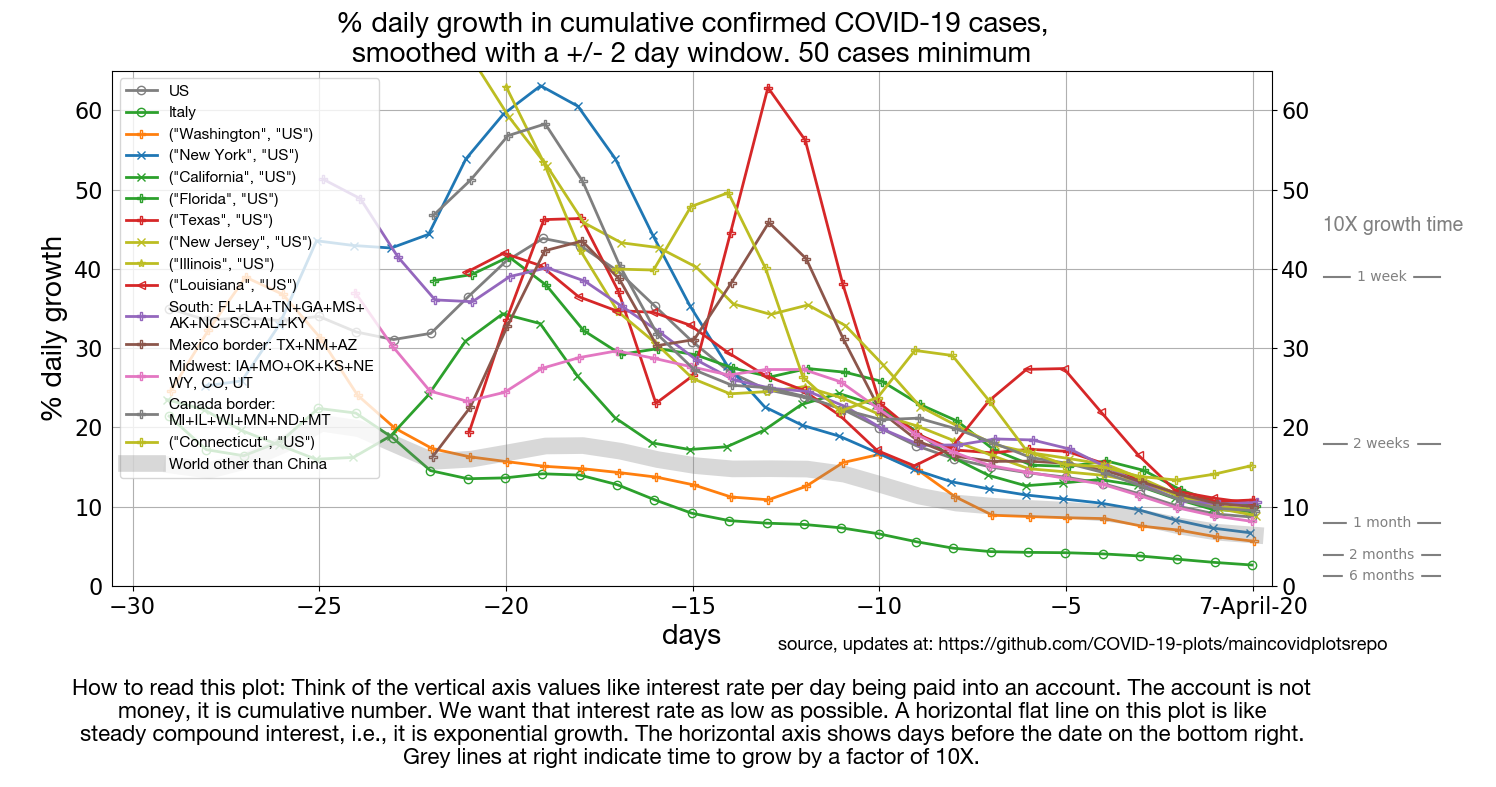 % daily growth in cumulative confirmed COVID-19 cases,
smoothed with a +/- 2 day window. 50 cases minimum
% daily growth
60
50
40
30
20
10
0
US
Italy
("Washington", "US")
("New York", "US")
("California", "US")
("Florida", "US")
("Texas", "US")
("New Jersey", "US")
("Illinois", "US")
("Louisiana", "US")
South: FL+LA+TN+GA+MS+
AK+NC+SC+AL+KY
Mexico border: TX+NM+AZ
Midwest: IA+MO+OK+KS+NE
WY, CO, UT
Canada border:
MI+IL+WI+MN+ND+MT
("Connecticut", "US")
World other than China
60
50
40
30
20
10
0
10X growth time
1 week
2 weeks
1 month
2 months
6 months
−30 −25 −20 −15 −10 −5 7-April-20
days
source, updates at: https://github.com/COVID-19-plots/maincovidplotsrepo
How to read this plot: Think of the vertical axis values like interest rate per day being paid into an account. The account is not
money, it is cumulative number. We want that interest rate as low as possible. A horizontal flat line on this plot is like
steady compound interest, i.e., it is exponential growth. The horizontal axis shows days before the date on the bottom right.
Grey lines at right indicate time to grow by a factor of 10X.